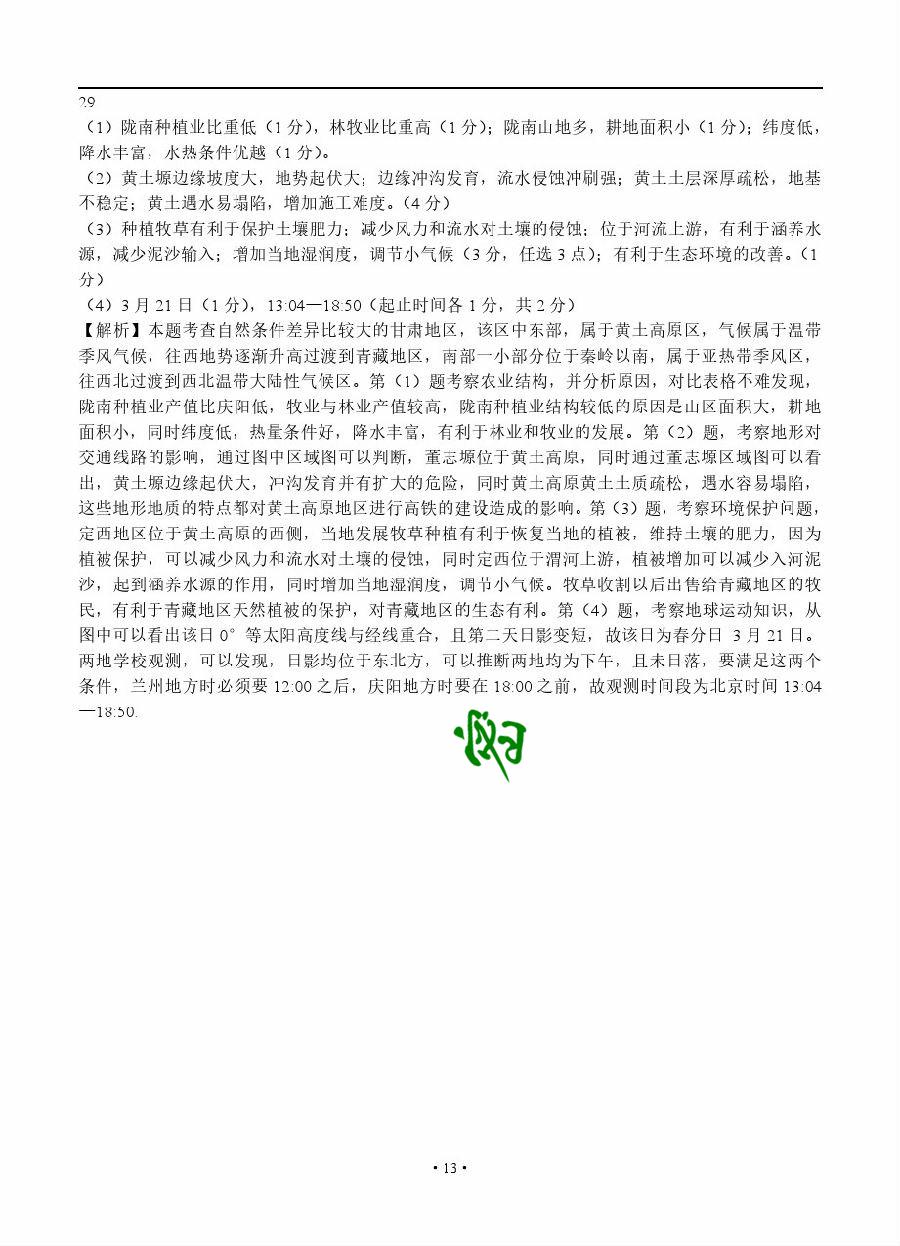 29
（1）陇南种植业比重低（1 分），林牧业比重高（1 分）；陇南山地多，耕地面积小（1 分）；纬度低，
降水丰富，水热条件优越（1 分）。
（2）黄土塬边缘坡度大，地势起伏大；边缘冲沟发育，流水侵蚀冲刷强；黄土土层深厚疏松，地基
不稳定；黄土遇水易塌陷，增加施工难度。（4 分）
（3）种植牧草有利于保护土壤肥力；减少风力和流水对土壤的侵蚀；位于河流上游，有利于涵养水
源，减少泥沙输入；增加当地湿润度，调节小气候（3 分，任选 3 点）；有利于生态环境的改善。（1
分）
（4）3 月 21 日（1 分），13:04—18:50（起止时间各 1 分，共 2 分）
【解析】本题考查自然条件差异比较大的甘肃地区，该区中东部，属于黄土高原区，气候属于温带
季风气候，往西地势逐渐升高过渡到青藏地区，南部一小部分位于秦岭以南，属于亚热带季风区，
往西北过渡到西北温带大陆性气候区。第（1）题考察农业结构，并分析原因，对比表格不难发现，
陇南种植业产值比庆阳低，牧业与林业产值较高，陇南种植业结构较低的原因是山区面积大，耕地
面积小，同时纬度低，热量条件好，降水丰富，有利于林业和牧业的发展。第（2）题，考察地形对
交通线路的影响，通过图中区域图可以判断，董志塬位于黄土高原，同时通过董志塬区域图可以看
出，黄土塬边缘起伏大，冲沟发育并有扩大的危险，同时黄土高原黄土土质疏松，遇水容易塌陷，
这些地形地质的特点都对黄土高原地区进行高铁的建设造成的影响。第（3）题，考察环境保护问题，
定西地区位于黄土高原的西侧，当地发展牧草种植有利于恢复当地的植被，维持土壤的肥力，因为
植被保护，可以减少风力和流水对土壤的侵蚀，同时定西位于渭河上游，植被增加可以减少入河泥
沙，起到涵养水源的作用，同时增加当地湿润度，调节小气候。牧草收割以后出售给青藏地区的牧
民，有利于青藏地区天然植被的保护，对青藏地区的生态有利。第（4）题，考察地球运动知识，从
图中可以看出该日 0°等太阳高度线与经线重合，且第二天日影变短，故该日为春分日 3 月 21 日。
两地学校观测，可以发现，日影均位于东北方，可以推断两地均为下午，且未日落，要满足这两个
条件，兰州地方时必须要 12:00 之后，庆阳地方时要在 18:00 之前，故观测时间段为北京时间 13:04
—18:50.
· 13 ·